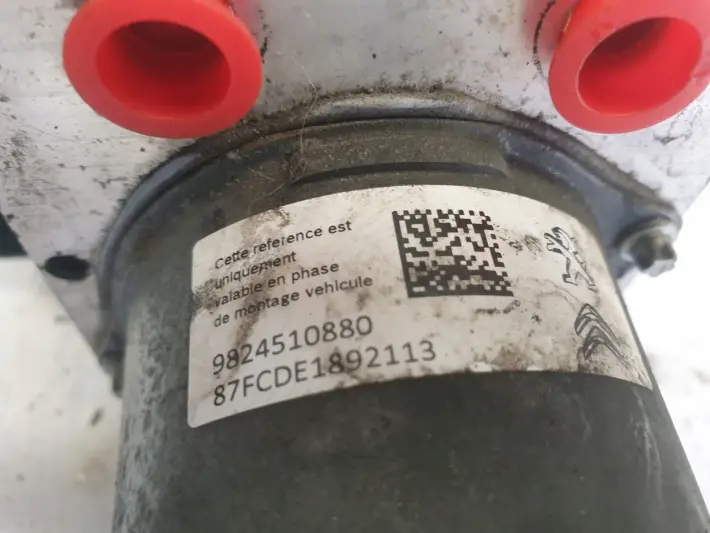 Cette reference est
uniquement
valable en phase
de montage vehicule
9824510880
87FCDE1892113